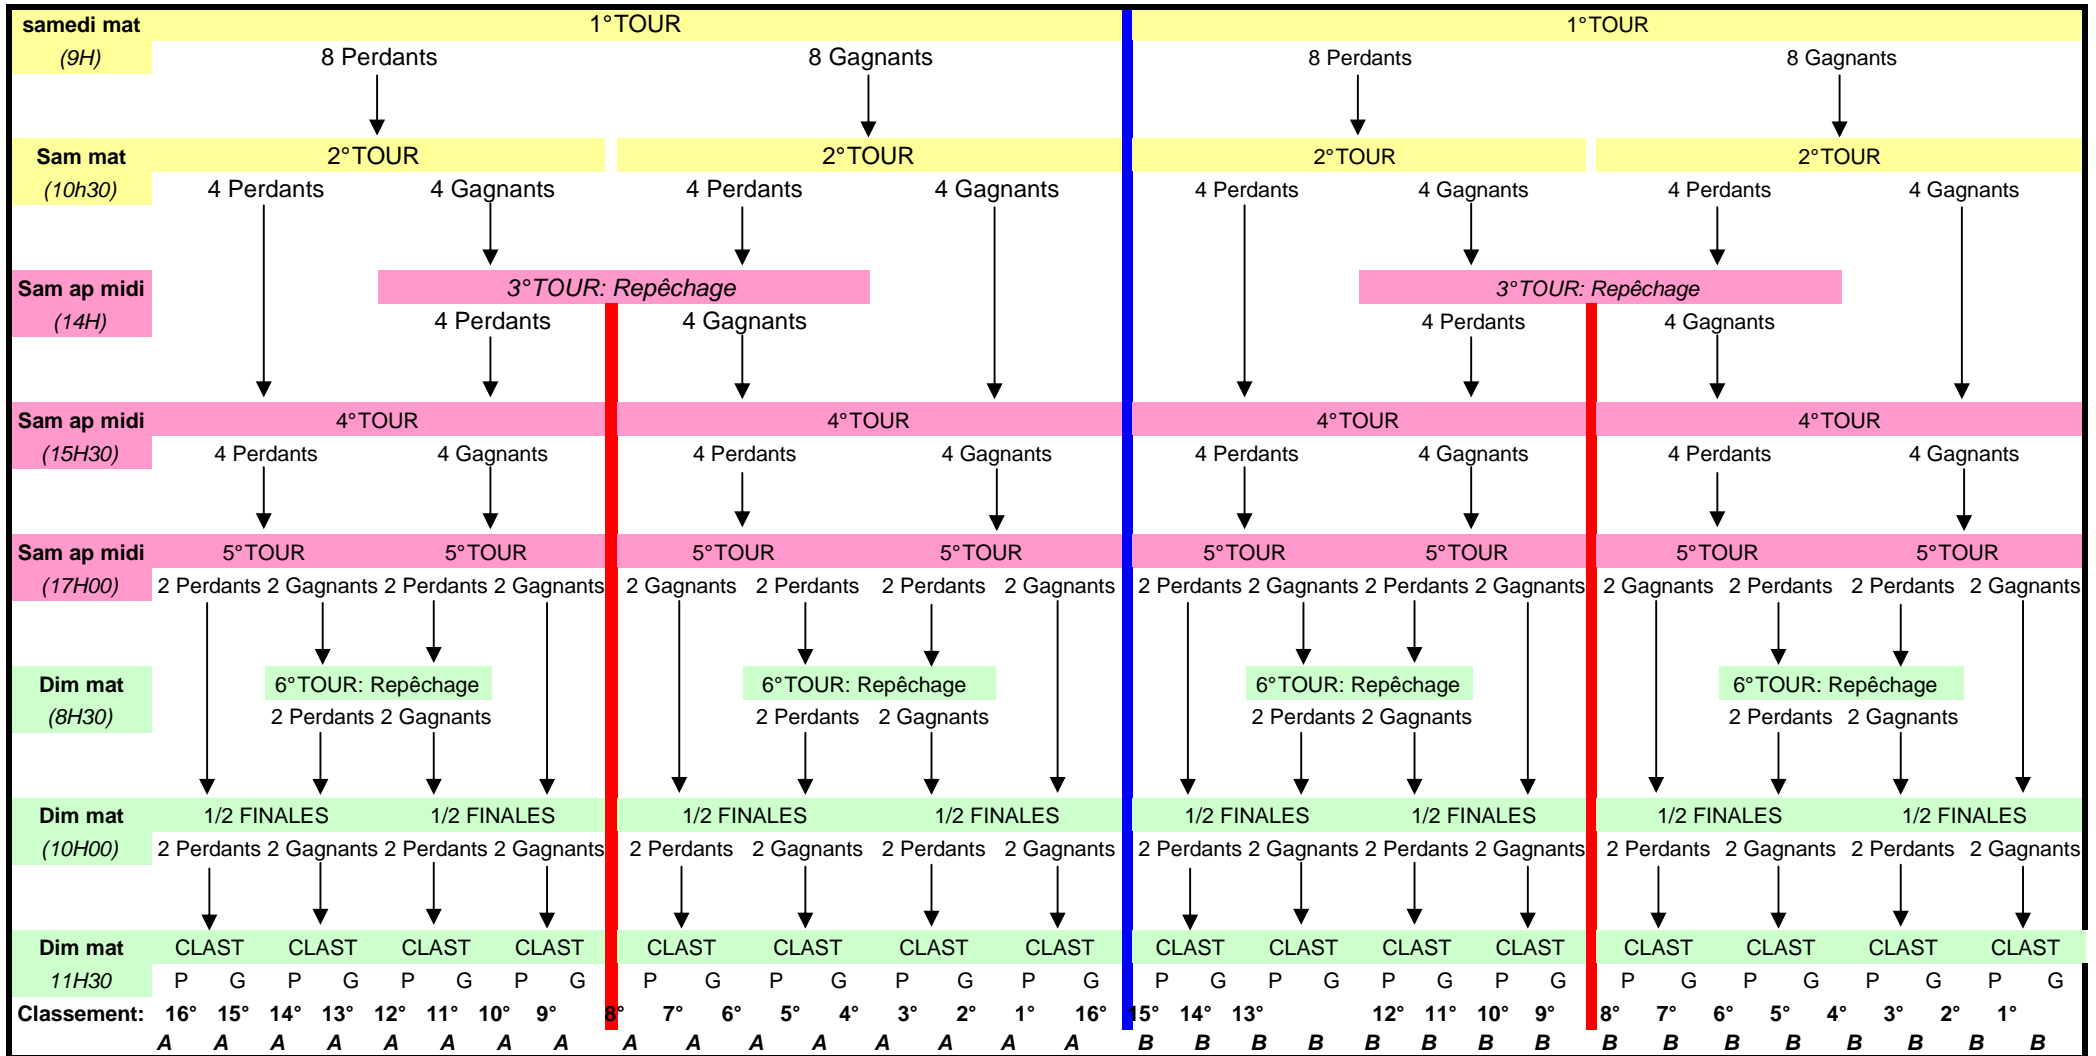 samedi mat 1°TOUR 1°TOUR
(9H) 8 Perdants 8 Gagnants 8 Perdants 8 Gagnants
Sam mat 2°TOUR 2°TOUR 2°TOUR 2°TOUR
(10h30) 4 Perdants 4 Gagnants 4 Perdants 4 Gagnants 4 Perdants 4 Gagnants 4 Perdants 4 Gagnants
Sam ap midi 3°TOUR: Repêchage 3°TOUR: Repêchage
(14H) 4 Perdants 4 Gagnants 4 Perdants 4 Gagnants
Sam ap midi 4°TOUR 4°TOUR 4°TOUR 4°TOUR
(15H30) 4 Perdants 4 Gagnants 4 Perdants 4 Gagnants 4 Perdants 4 Gagnants 4 Perdants 4 Gagnants
Sam ap midi 5°TOUR 5°TOUR 5°TOUR 5°TOUR 5°TOUR 5°TOUR 5°TOUR 5°TOUR
(17H00) 2 Perdants 2 Gagnants 2 Perdants 2 Gagnants 2 Gagnants 2 Perdants 2 Perdants 2 Gagnants 2 Perdants 2 Gagnants 2 Perdants 2 Gagnants 2 Gagnants 2 Perdants 2 Perdants 2 Gagnants
Dim mat 6°TOUR: Repêchage 6°TOUR: Repêchage 6°TOUR: Repêchage 6°TOUR: Repêchage
(8H30) 2 Perdants 2 Gagnants 2 Perdants 2 Gagnants 2 Perdants 2 Gagnants 2 Perdants 2 Gagnants
Dim mat 1/2 FINALES 1/2 FINALES 1/2 FINALES 1/2 FINALES 1/2 FINALES 1/2 FINALES 1/2 FINALES 1/2 FINALES
(10H00) 2 Perdants 2 Gagnants 2 Perdants 2 Gagnants 2 Perdants 2 Gagnants 2 Perdants 2 Gagnants 2 Perdants 2 Gagnants 2 Perdants 2 Gagnants 2 Perdants 2 Gagnants 2 Perdants 2 Gagnants
Dim mat CLAST CLAST CLAST CLAST CLAST CLAST CLAST CLAST CLAST CLAST CLAST CLAST CLAST CLAST CLAST CLAST
11H30 P G P G P G P G P G P G P G P G P G P G P G P G P G P G P G P G
Classement: 16° 15° 14° 13° 12° 11° 10° 9° 8° 7° 6° 5° 4° 3° 2° 1° 16° 15° 14° 13° 12° 11° 10° 9° 8° 7° 6° 5° 4° 3° 2° 1°
A A A A A A A A A A A A A A A A B B B B B B B B B B B B B B B B